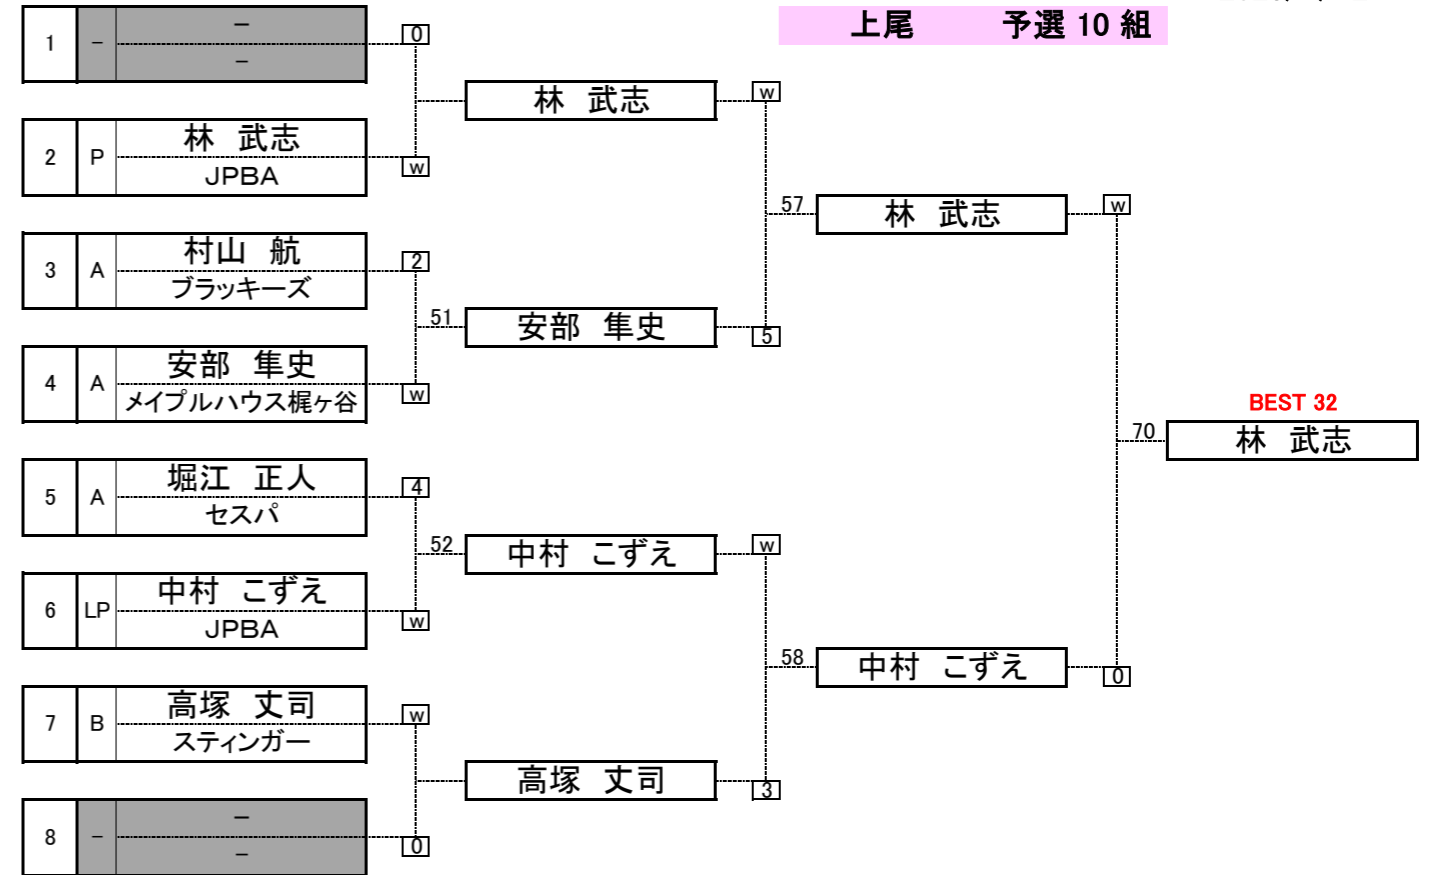 上尾 予選 10 組
1 - -
-
0
2 P 林 武志
JPBA
w
林 武志
w
3 A 村山 航
ブラッキーズ
2
4 A 安部 隼史
メイプルハウス梶ヶ谷
w
51
安部 隼史
5
57
林 武志
w
5 A 堀江 正人
セスパ
4
6 LP 中村 こずえ
JPBA
w
52
中村 こずえ
w
7 B 高塚 丈司
スティンガー
w
8 - -
-
0
高塚 丈司
3
58
中村 こずえ
0
70
BEST 32
林 武志